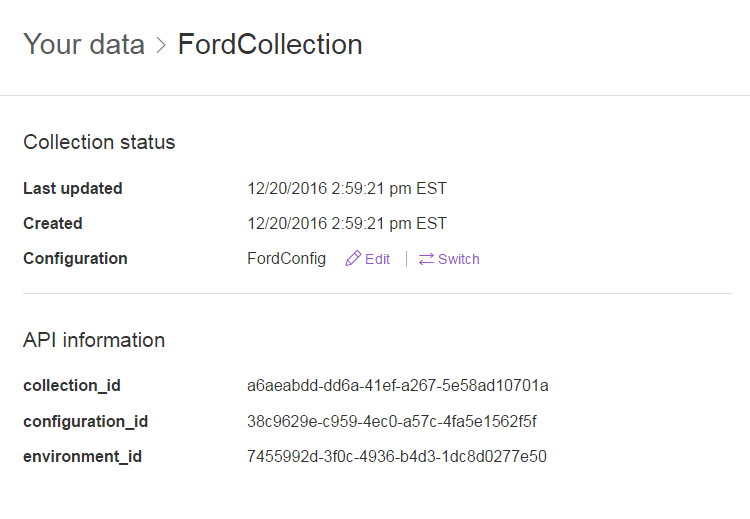 Your data > FordCollection
Collection status
Last updated 12/20/2016 2:59:21 pm EST
Created 12/20/2016 2:59:21 pm EST
Configuration FordConfig Edit | Switch
API information
collection_id a6aeabdd-dd6a-41ef-a267-5e58ad10701a
configuration_id 38c9629e-c959-4ec0-a57c-4fa5e1562f5f
environment_id 7455992d-3f0c-4936-b4d3-1dc8d0277e50